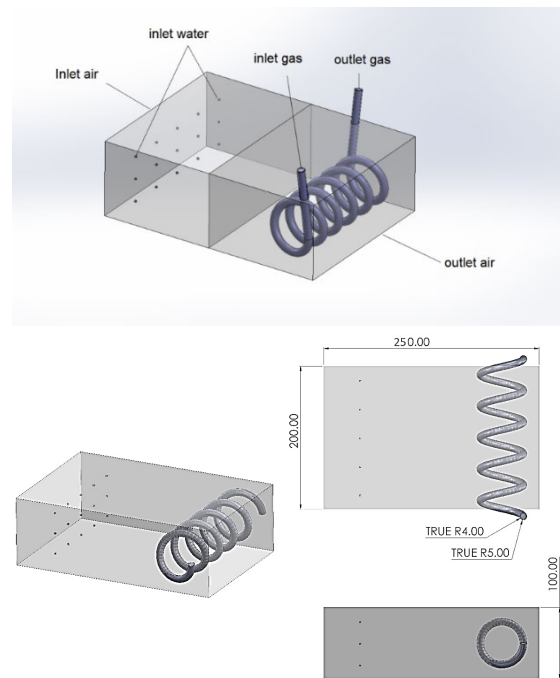 inlet water
Inlet air
inlet gas
outlet gas
outlet air
250.00
200.00
TRUE R4.00
TRUE R5.00
100.00